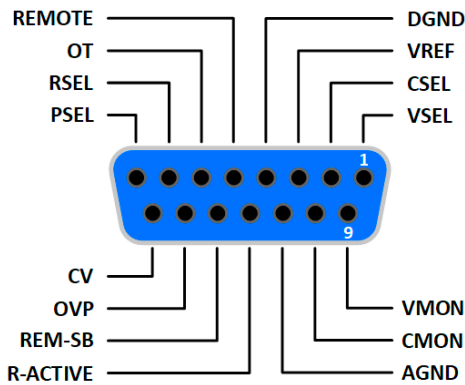 REMOTE
OT
RSEL
PSEL
DGND
VREF
CSEL
VSEL
1
9
CV
OVP
REM-SB
R-ACTIVE
VMON
CMON
AGND